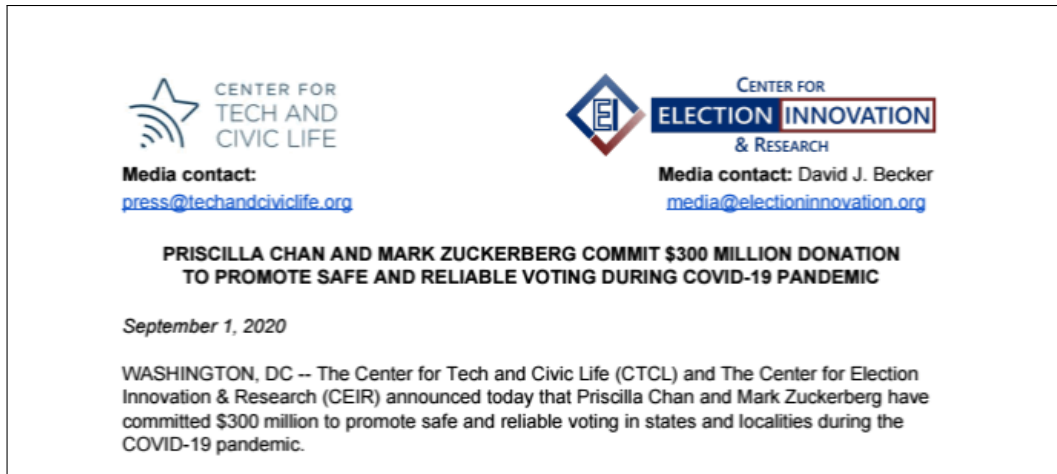 CENTER FOR
TECH AND
CIVIC LIFE
Media contact:
press@techandciviclife.org
CENTER FOR
EI
ELECTION INNOVATION
& RESEARCH
Media contact: David J. Becker
media@electioninnovation.org
PRISCILLA CHAN AND MARK ZUCKERBERG COMMIT $300 MILLION DONATION
TO PROMOTE SAFE AND RELIABLE VOTING DURING COVID-19 PANDEMIC
September 1, 2020
WASHINGTON, DC -- The Center for Tech and Civic Life (CTCL) and The Center for Election
Innovation & Research (CEIR) announced today that Priscilla Chan and Mark Zuckerberg have
committed $300 million to promote safe and reliable voting in states and localities during the
COVID-19 pandemic.